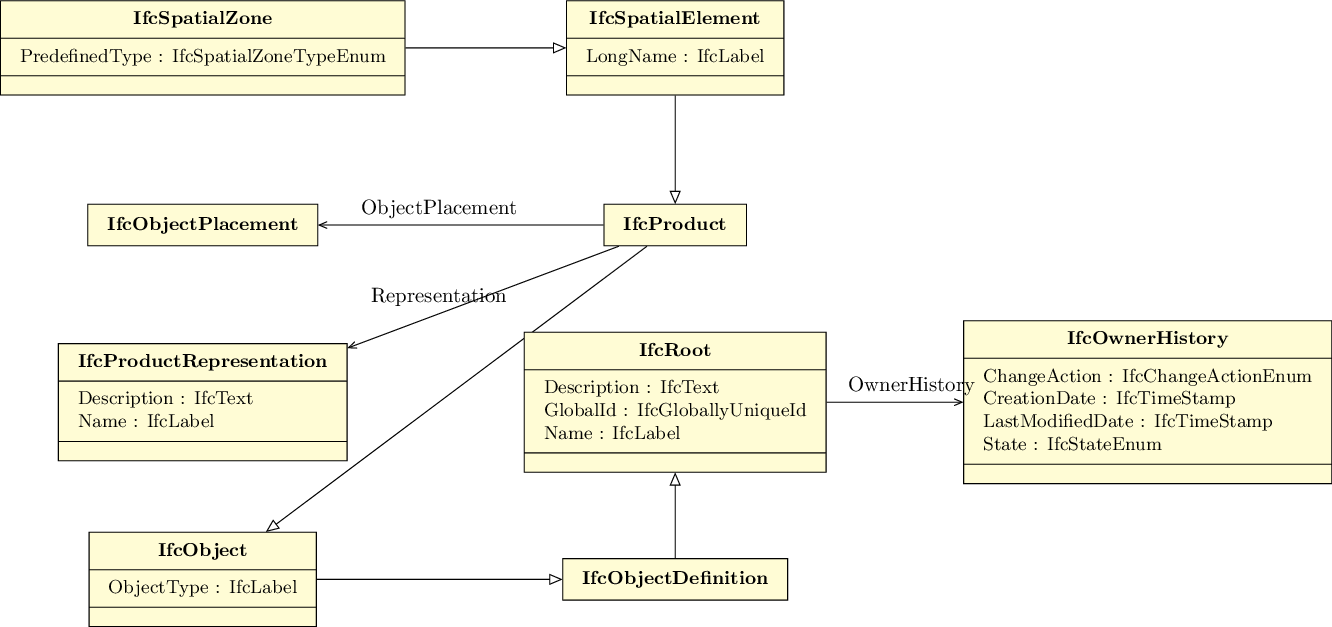 IfcSpatialZone
PredefinedType : IfcSpatialZoneTypeEnum
IfcSpatialElement
LongName : IfcLabel
IfcObjectPlacement
ObjectPlacement
IfcProduct
Representation
IfcProductRepresentation
Description : IfcText
Name : IfcLabel
IfcRoot
Description : IfcText
GlobalId : IfcGloballyUniqueId
Name : IfcLabel
OwnerHistory
IfcOwnerHistory
ChangeAction : IfcChangeActionEnum
CreationDate : IfcTimeStamp
LastModifiedDate : IfcTimeStamp
State : IfcStateEnum
IfcObject
ObjectType : IfcLabel
IfcObjectDefinition